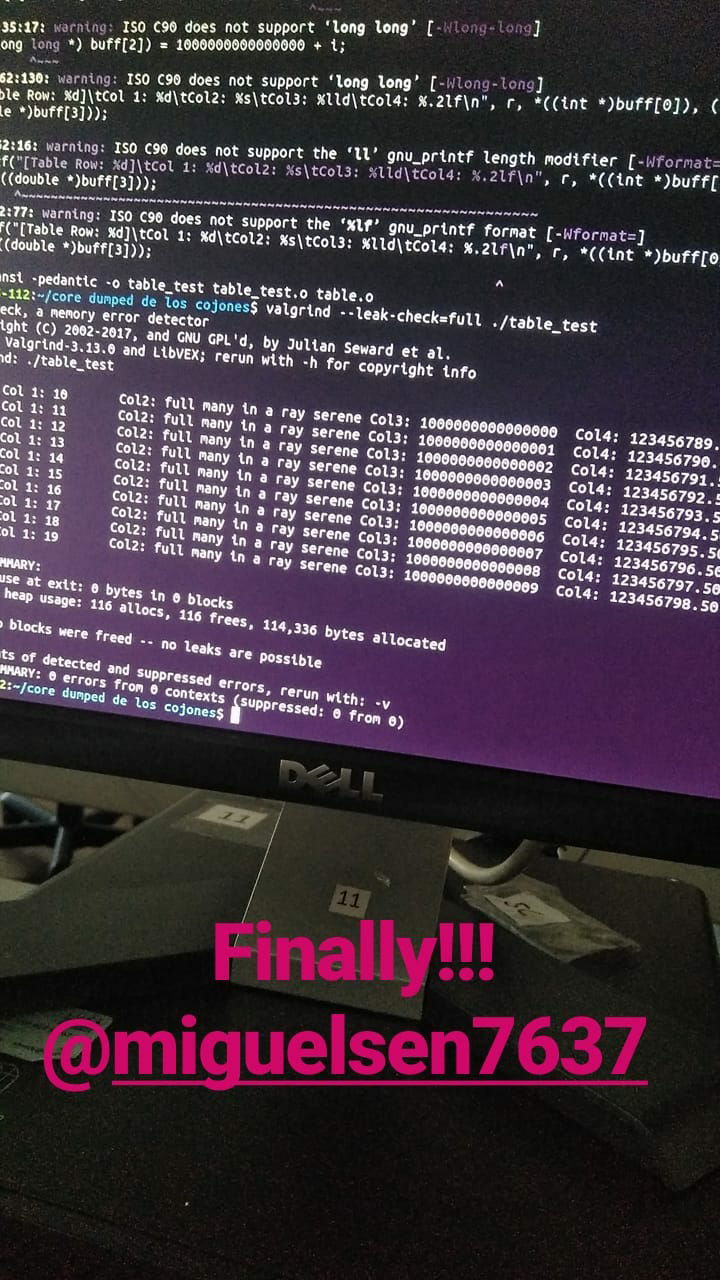 35:17: warning: ISO C90 does not support ‘long long’ [-Wlong-long]
ong long *) buff[2]) = 1000000000000000 + i;
^~~~
62:130: warning: ISO C90 does not support ‘long long’ [-Wlong-long]
ble Row: %d]\tCol 1: %d\tCol2: %s\tCol3: %lld\tCol4: %.2lf\n", r, *((int *)buff[0]), (
le *)buff[3]));
52:16: warning: ISO C90 does not support the ‘ll’ gnu_printf length modifier [-Wformat=
f("[Table Row: %d]\tCol 1: %d\tCol2: %s\tCol3: %lld\tCol4: %.2lf\n", r, *((int *)buff[
((double *)buff[3]));
2:77: warning: ISO C90 does not support the ‘%lf’ gnu_printf format [-Wformat=]
f("[Table Row: %d]\tCol 1: %d\tCol2: %s\tCol3: %lld\tCol4: %.2lf\n", r, *((int *)buff[0
((double *)buff[3]));
^
nsi -pedantic -o table_test table_test.o table.o
-112:~/core dumped de los cojones$ valgrind --leak-check=full ./table_test
eck, a memory error detector
ight (C) 2002-2017, and GNU GPL'd, by Julian Seward et al.
Valgrind-3.13.0 and LibVEX; rerun with -h for copyright info
nd: ./table_test
Col 1: 10 Col2: full many in a ray serene Col3: 1000000000000000 Col4: 123456789.
Col 1: 11 Col2: full many in a ray serene Col3: 1000000000000001 Col4: 123456790.
Col 1: 12 Col2: full many in a ray serene Col3: 1000000000000002 Col4: 123456791.
Col 1: 13 Col2: full many in a ray serene Col3: 1000000000000003 Col4: 123456792.5
Col 1: 14 Col2: full many in a ray serene Col3: 1000000000000004 Col4: 123456793.5
Col 1: 15 Col2: full many in a ray serene Col3: 1000000000000005 Col4: 123456794.5
Col 1: 16 Col2: full many in a ray serene Col3: 1000000000000006 Col4: 123456795.50
ol 1: 17 Col2: full many in a ray serene Col3: 1000000000000007 Col4: 123456796.50
ol 1: 18 Col2: full many in a ray serene Col3: 1000000000000008 Col4: 123456797.50
ol 1: 19 Col2: full many in a ray serene Col3: 1000000000000009 Col4: 123456798.50
MMARY:
use at exit: 0 bytes in 0 blocks
heap usage: 116 allocs, 116 frees, 114,336 bytes allocated
blocks were freed -- no leaks are possible
ts of detected and suppressed errors, rerun with: -v
MMARY: 0 errors from 0 contexts (suppressed: 0 from 0)
2:~/core dumped de los cojones$
DELL
11
11
Finally!!!
@miguelsen7637